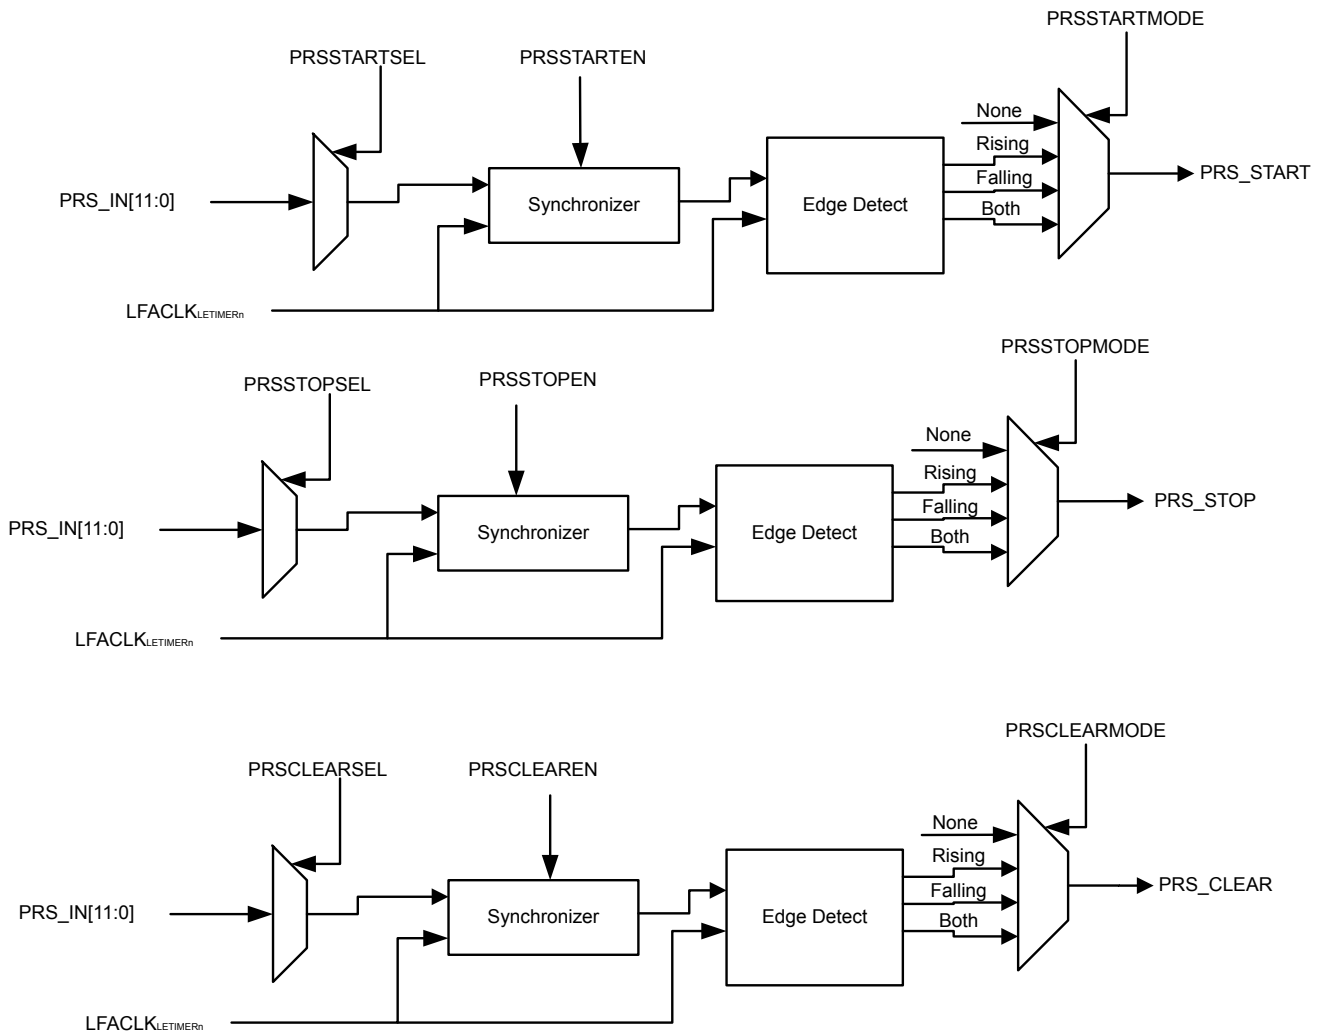 PRSSTARTMODE
PRSSTARTSEL
PRSSTARTEN
None
Rising
Falling
Both
PRS_IN[11:0]
Synchronizer
Edge Detect
PRS_START
LFACLKLETIMERn
PRSSTOPMODE
PRSSTOPSEL
PRSSTOPEN
None
Rising
Falling
Both
PRS_IN[11:0]
Synchronizer
Edge Detect
PRS_STOP
LFACLKLETIMERn
PRSCLEARMODE
PRSCLEARSEL
PRSCLEAREN
None
Rising
Falling
Both
PRS_IN[11:0]
Synchronizer
Edge Detect
PRS_CLEAR
LFACLKLETIMERn